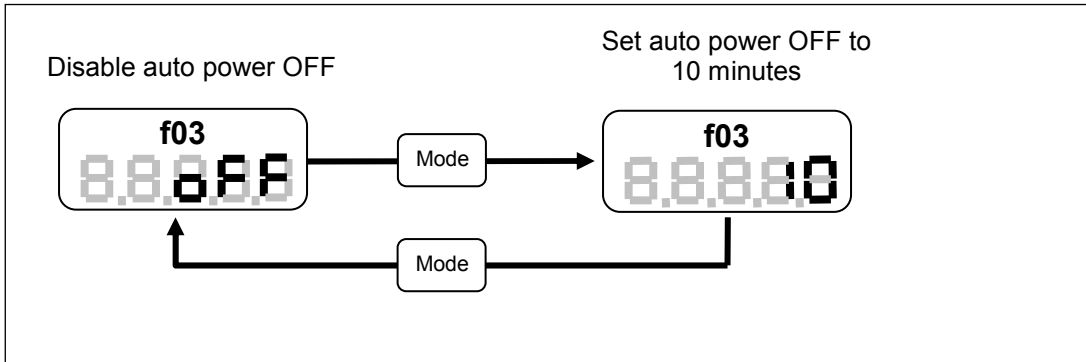 Disable auto power OFF
Set auto power OFF to
10 minutes
f03
oFF
Mode
f03
10
Mode